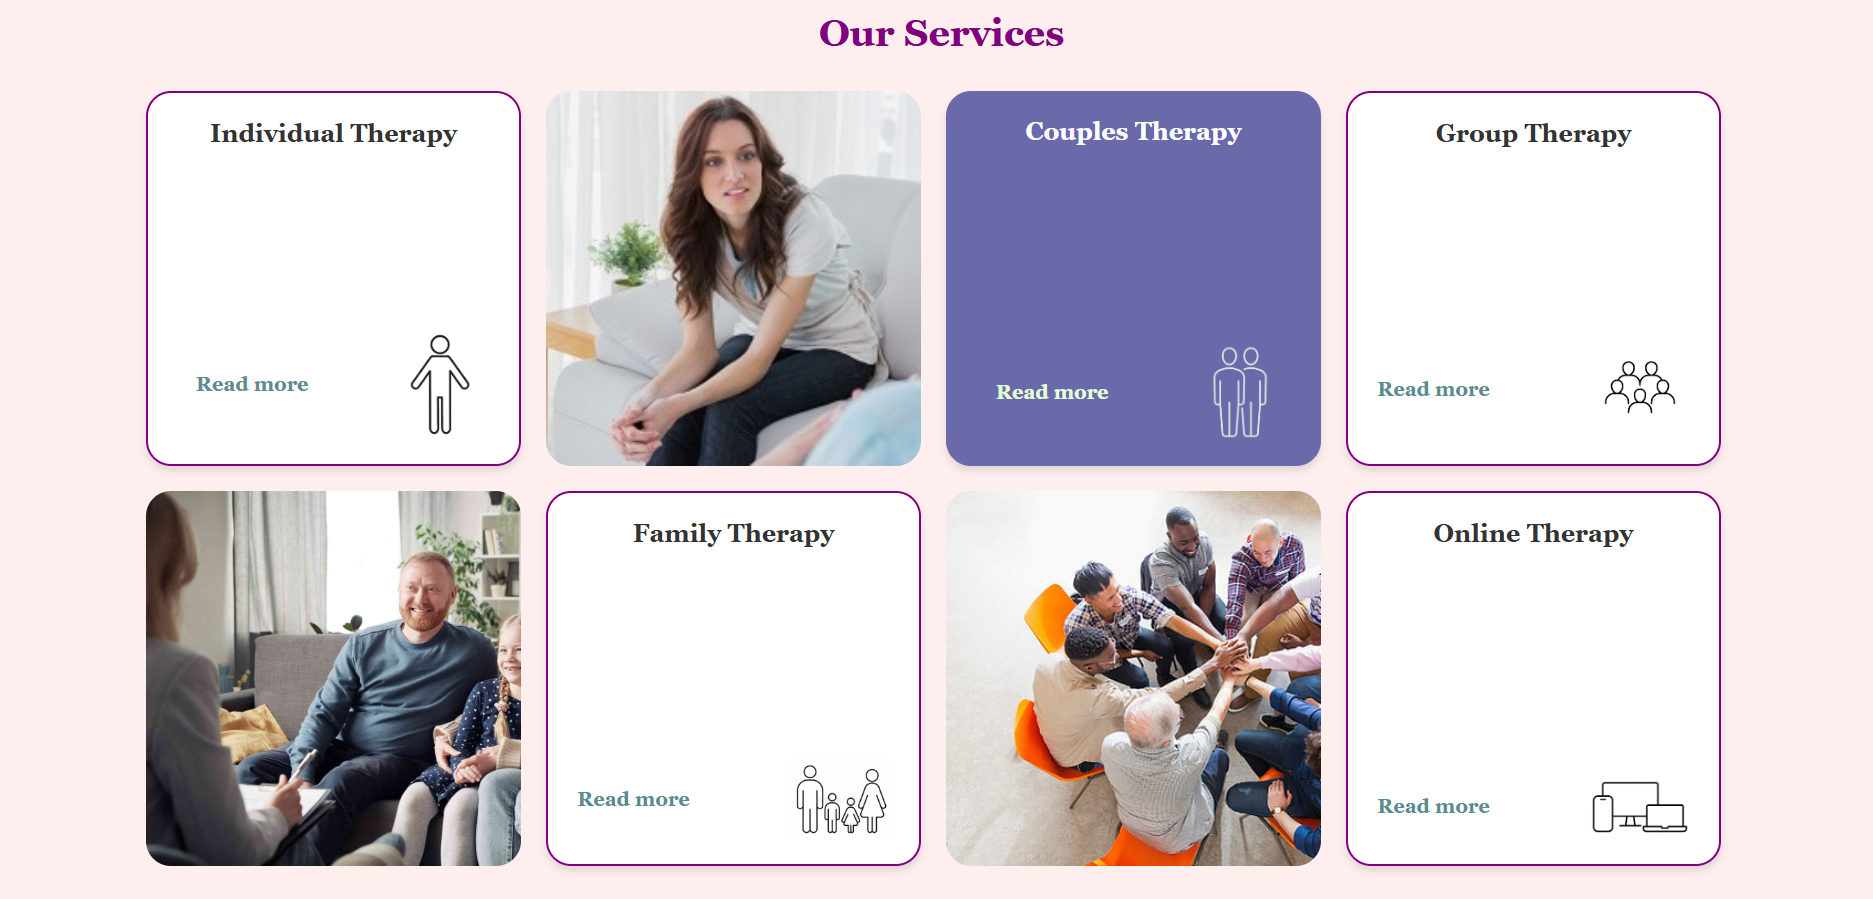 Our Services
Individual Therapy
Read more
Couples Therapy
Read more
Group Therapy
Read more
Family Therapy
Read more
Online Therapy
Read more